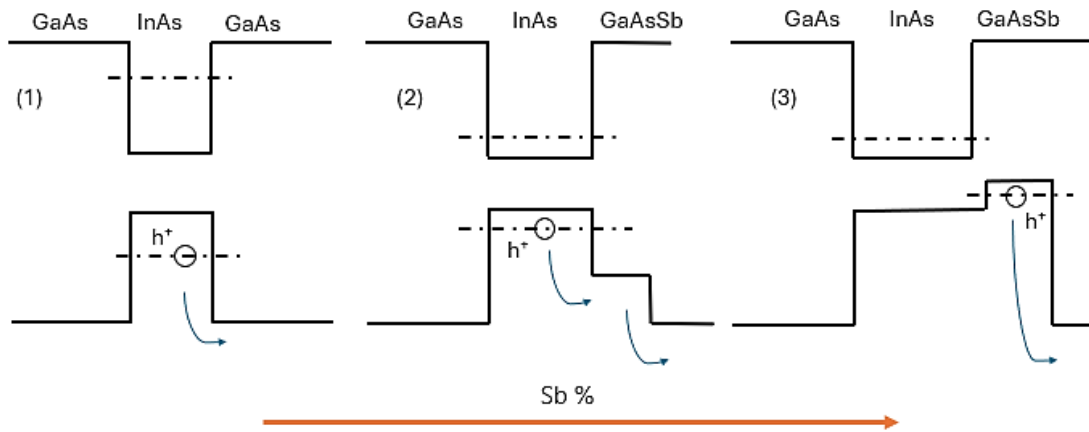 GaAs InAs GaAs
(1)
h⁺
GaAs InAs GaAsSb
(2)
h⁺
GaAs InAs GaAsSb
(3)
h⁺
Sb %